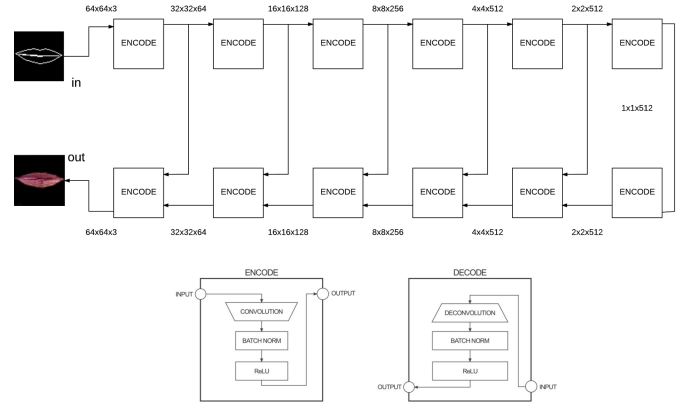 64x64x3 32x32x64 16x16x128 8x8x256 4x4x512 2x2x512
ENCODE ENCODE ENCODE ENCODE ENCODE ENCODE
in
1x1x512
out
ENCODE ENCODE ENCODE ENCODE ENCODE ENCODE
64x64x3 32x32x64 16x16x128 8x8x256 4x4x512 2x2x512
ENCODE
INPUT
OUTPUT
CONVOLUTION
BATCH NORM
ReLU
DECODE
DECONVOLUTION
BATCH NORM
ReLU
OUTPUT
INPUT